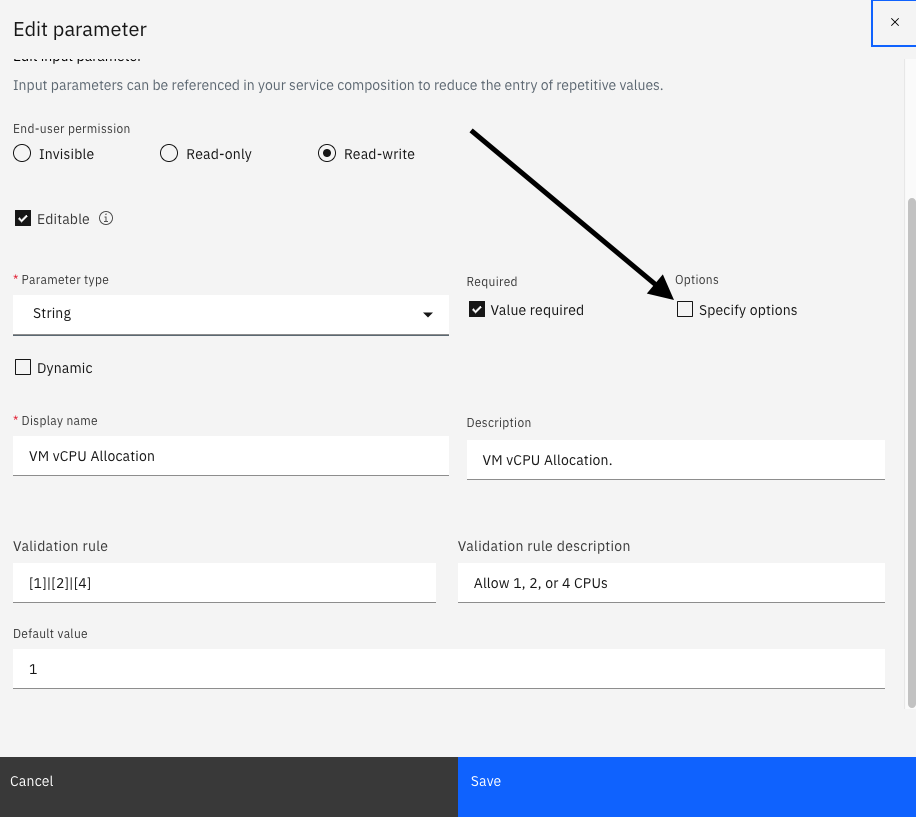 Edit parameter
Edit input parameter
Input parameters can be referenced in your service composition to reduce the entry of repetitive values.
End-user permission
Invisible
Read-only
Read-write
Editable
* Parameter type
Required
Options
String
Value required
Specify options
Dynamic
* Display name
Description
VM vCPU Allocation
VM vCPU Allocation.
Validation rule
Validation rule description
[1]|[2]|[4]
Allow 1, 2, or 4 CPUs
Default value
1
Cancel
Save